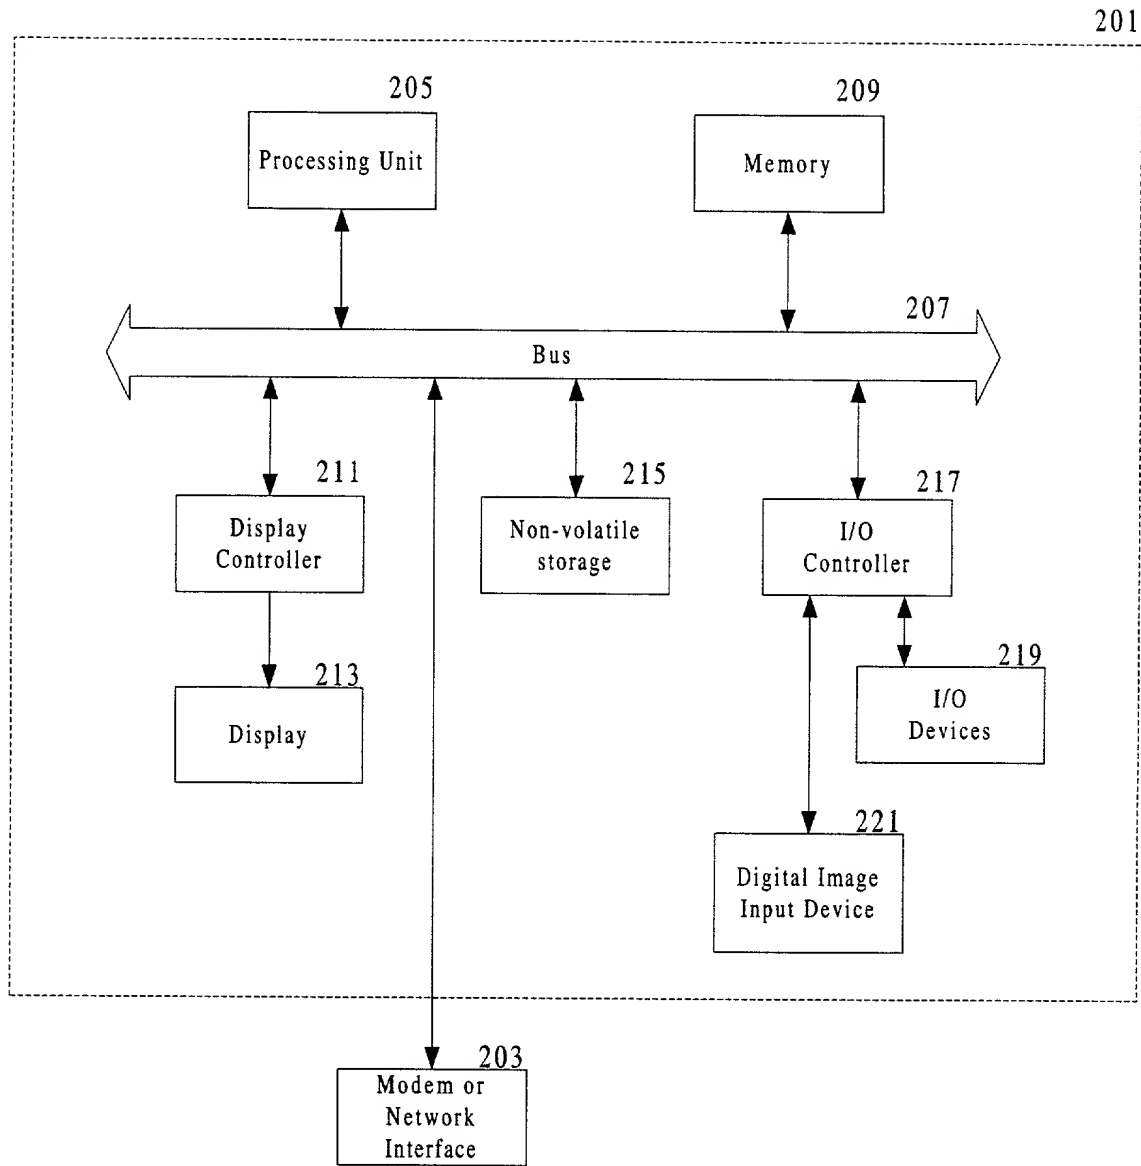 201
205
209
Processing Unit
Memory
207
Bus
211
215
217
Display
Controller
Non-volatile
storage
I/O
Controller
213
219
Display
I/O
Devices
221
Digital Image
Input Device
203
Modem or
Network
Interface